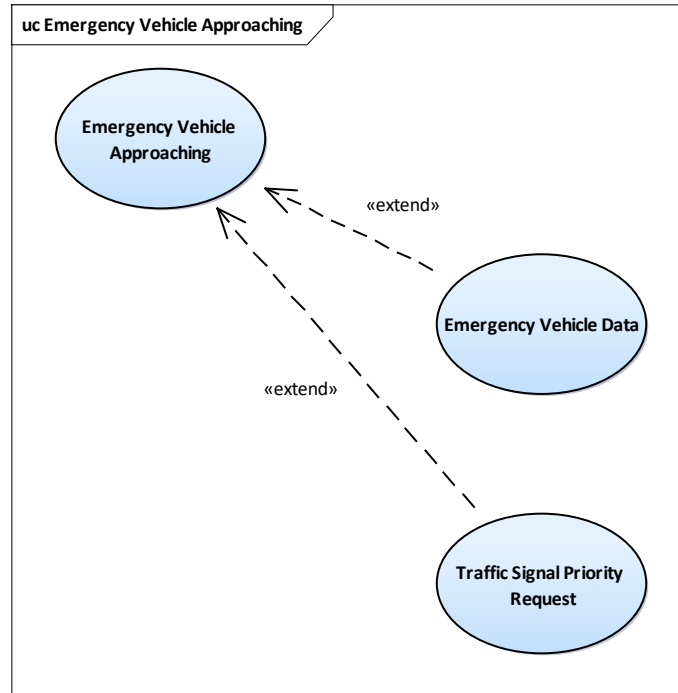 uc Emergency Vehicle Approaching
Emergency Vehicle
Approaching
«extend»
Emergency Vehicle Data
«extend»
Traffic Signal Priority
Request